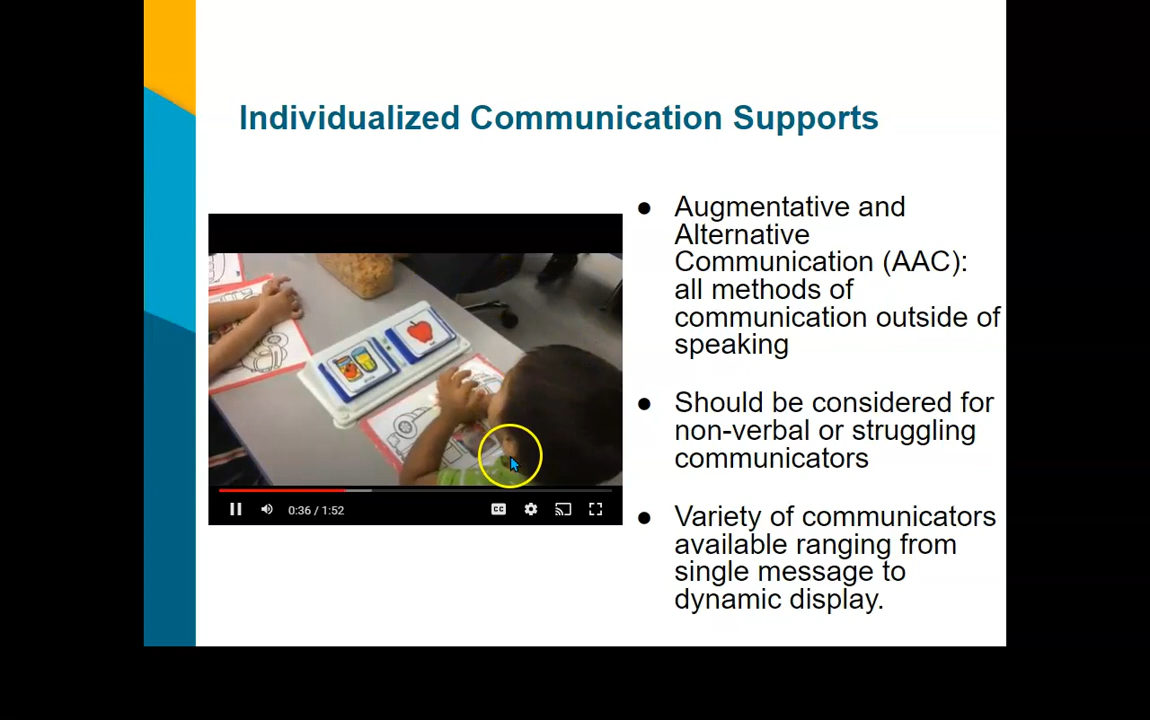 Individualized Communication Supports
● Augmentative and
Alternative
Communication (AAC):
all methods of
communication outside of
speaking
● Should be considered for
non-verbal or struggling
communicators
● Variety of communicators
available ranging from
single message to
dynamic display.
0:36 / 1:52
CC